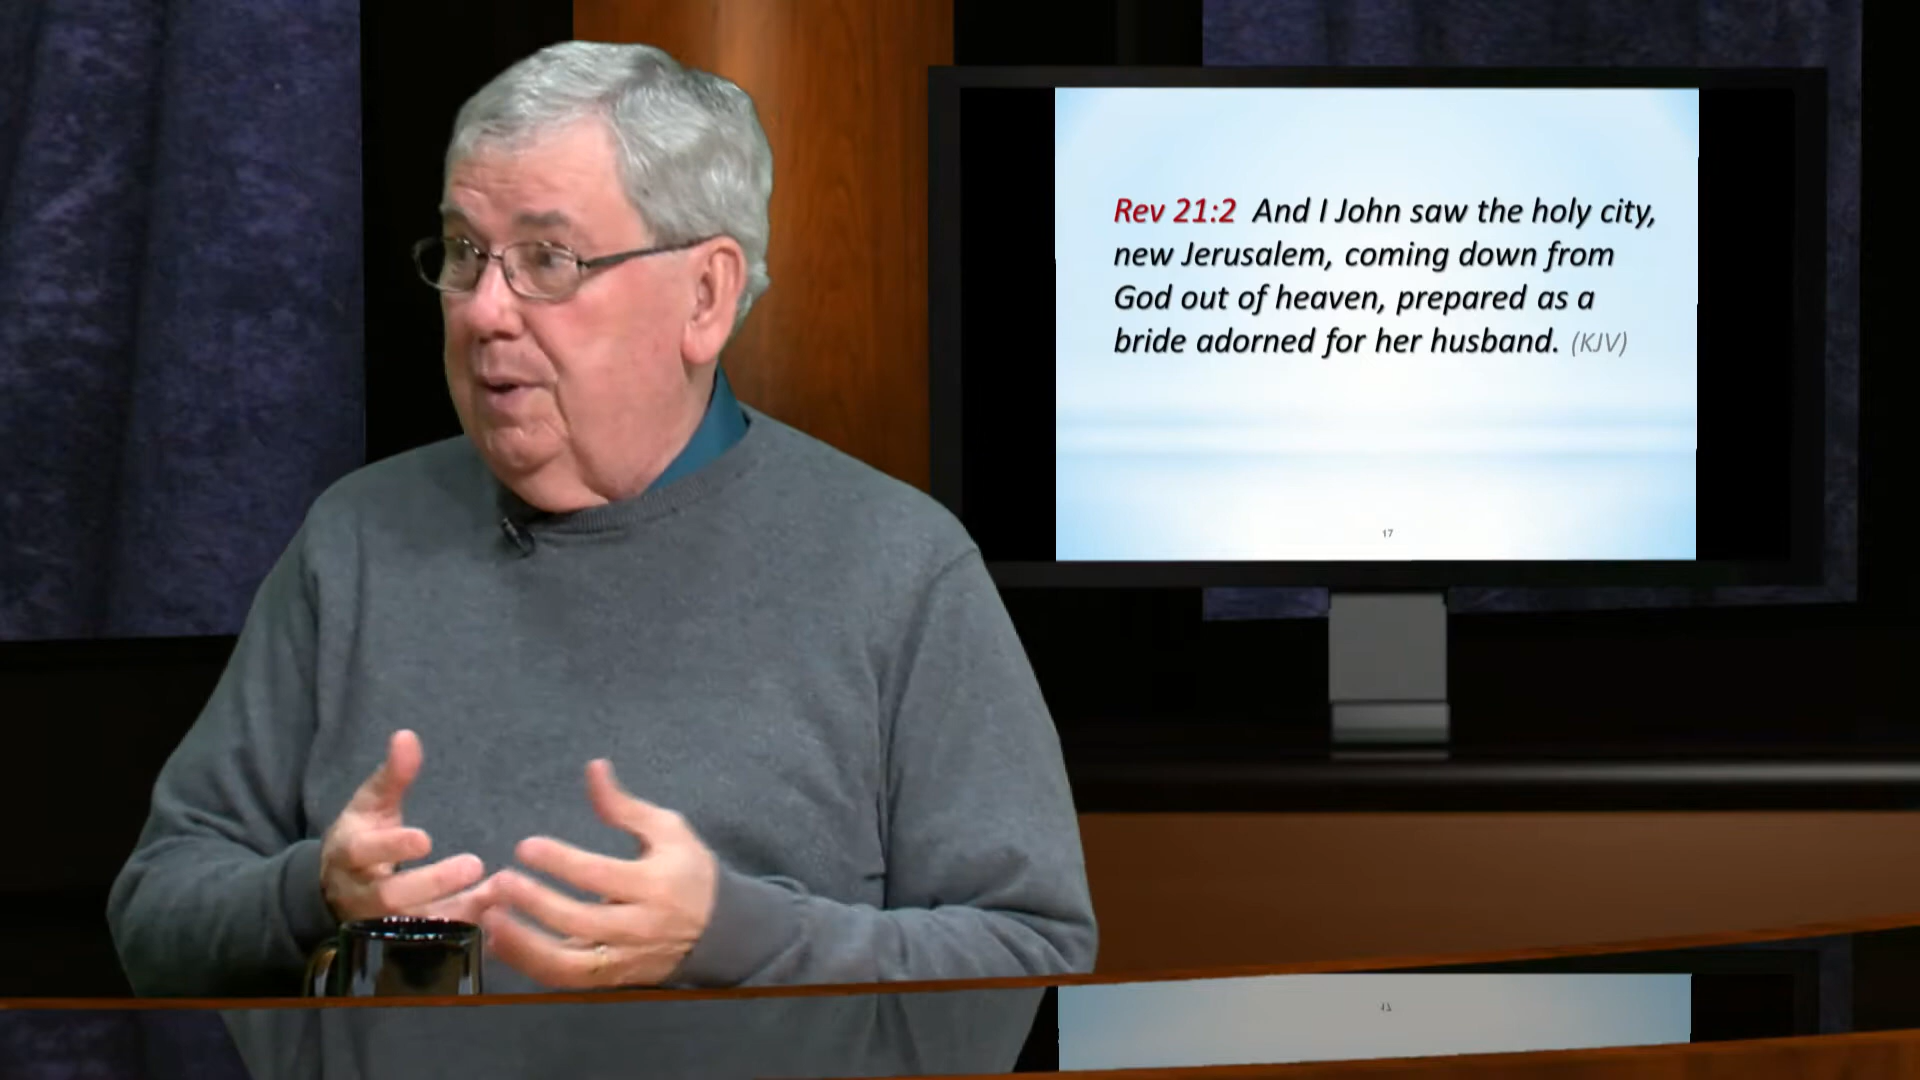 Rev 21:2 And I John saw the holy city,
new Jerusalem, coming down from
God out of heaven, prepared as a
bride adorned for her husband. (KJV)
17